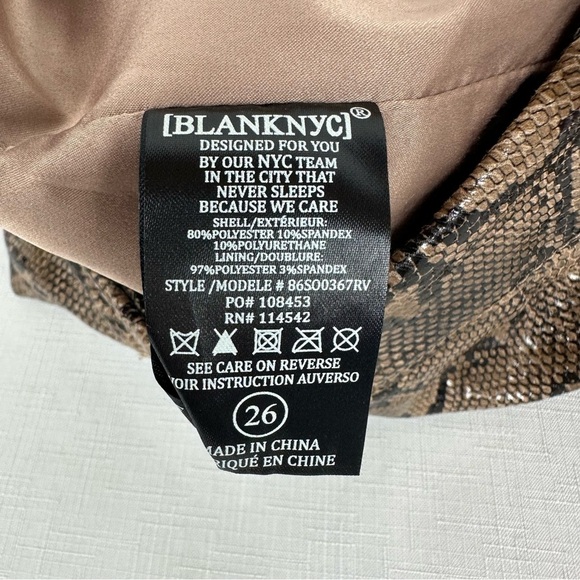 [BLANKNYC]®
DESIGNED FOR YOU
BY OUR NYC TEAM
IN THE CITY THAT
NEVER SLEEPS
BECAUSE WE CARE
SHELL/EXTÉRIEUR:
80%POLYESTER 10%SPANDEX
10%POLYURETHANE
LINING/DOUBLURE:
97%POLYESTER 3%SPANDEX
STYLE /MODELE # 86S00367RV
PO# 108453
RN# 114542
SEE CARE ON REVERSE
VOIR INSTRUCTION AUVERSO
26
MADE IN CHINA
RIQUÉ EN CHINE